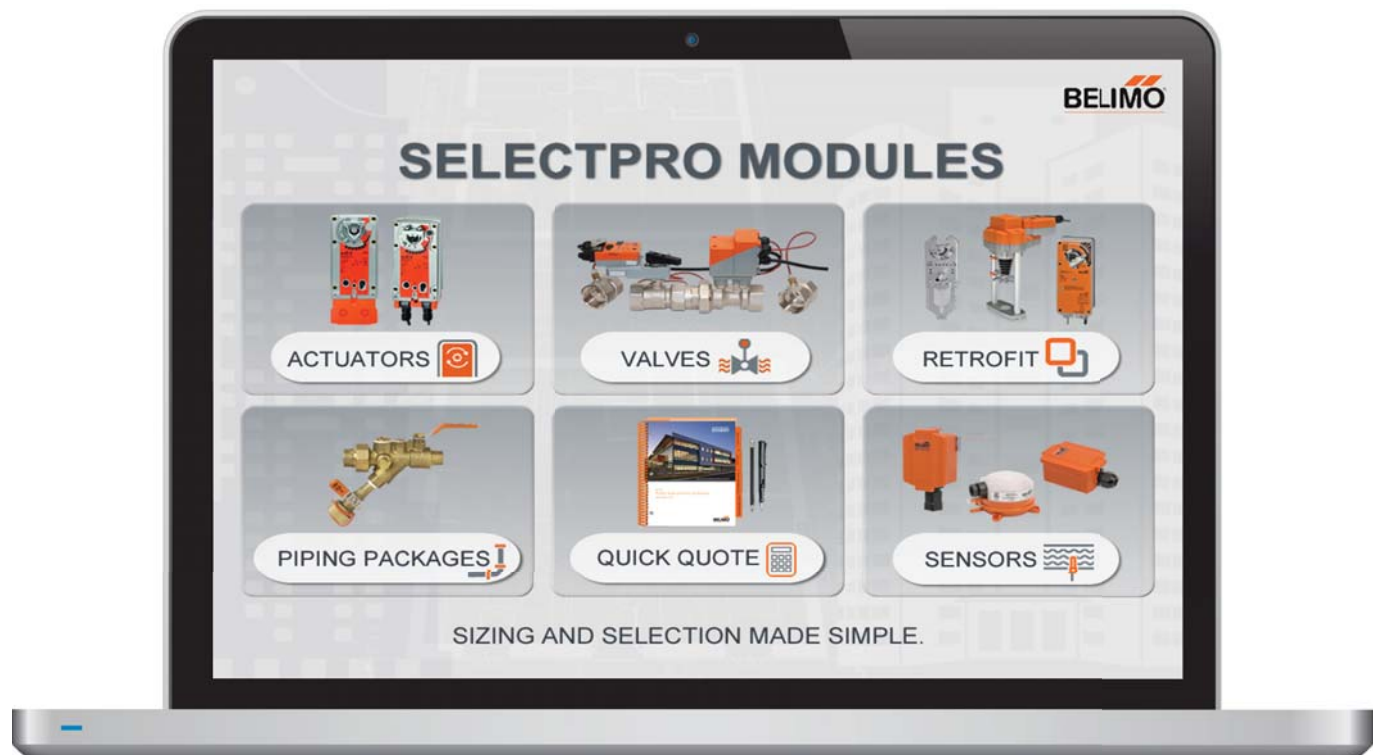 BELIMO
SELECTPRO MODULES
ACTUATORS
VALVES
RETROFIT
PIPING PACKAGES
QUICK QUOTE
SENSORS
SIZING AND SELECTION MADE SIMPLE.